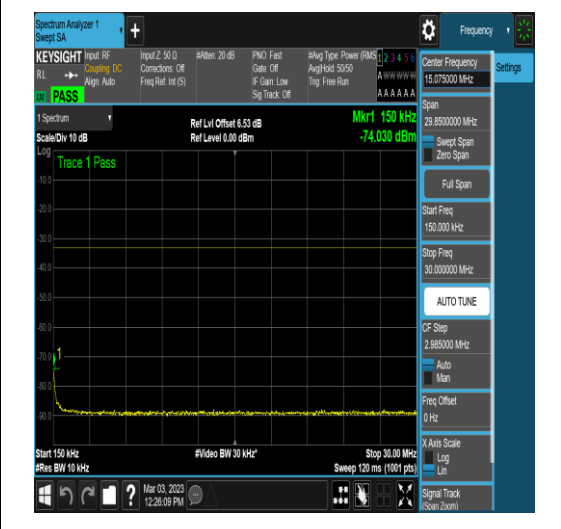 Spectrum Analyzer 1
Swept SA
+
Frequency
KEYSIGHT
RL
PASS
Input: RF
Coupling: DC
Align: Auto
Input Z: 50 Ω
Corrections: Off
Freq Ref: Int (S)
#Atten: 20 dB
PNO: Fast
Gate: Off
IF Gain: Low
Sig Track: Off
#Avg Type: Power (RMS
Avg|Hold: 50/50
Trig: Free Run
1 2 3 4 5 6
A W W W W W
A A A A A A
1 Spectrum
Scale/Div 10 dB
Ref Lvl Offset 6.53 dB
Ref Level 0.00 dBm
Mkr1 150 kHz
-74.030 dBm
Log
Trace 1 Pass
-10.0
-20.0
-30.0
-40.0
-50.0
-60.0
-70.0
-80.0
-90.0
1
Start 150 kHz
#Res BW 10 kHz
#Video BW 30 kHz*
Stop 30.00 MHz
Sweep 120 ms (1001 pts)
?
Mar 03, 2023
12:26:09 PM
Center Frequency
15.075000 MHz
Settings
Span
29.8500000 MHz
Swept Span
Zero Span
Full Span
Start Freq
150.000 kHz
Stop Freq
30.000000 MHz
AUTO TUNE
CF Step
2.985000 MHz
Auto
Man
Freq Offset
0 Hz
X Axis Scale
Log
Lin
Signal Track
(Span Zoom)